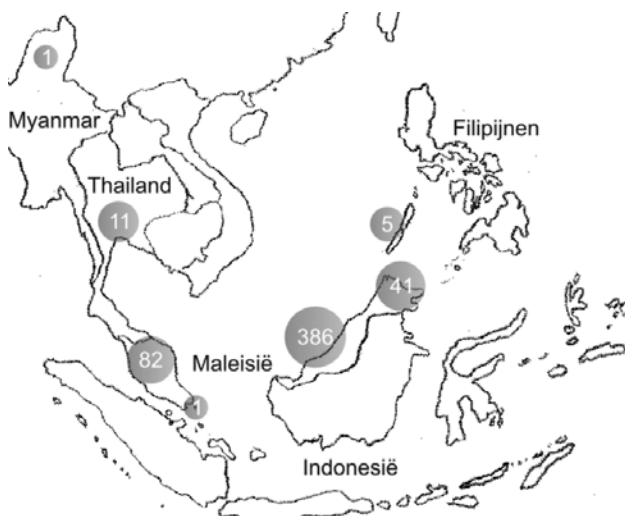 1
Myanmar
Filipijnen
Thailand
11
5
41
386
82
Maleisië
1
Indonesië